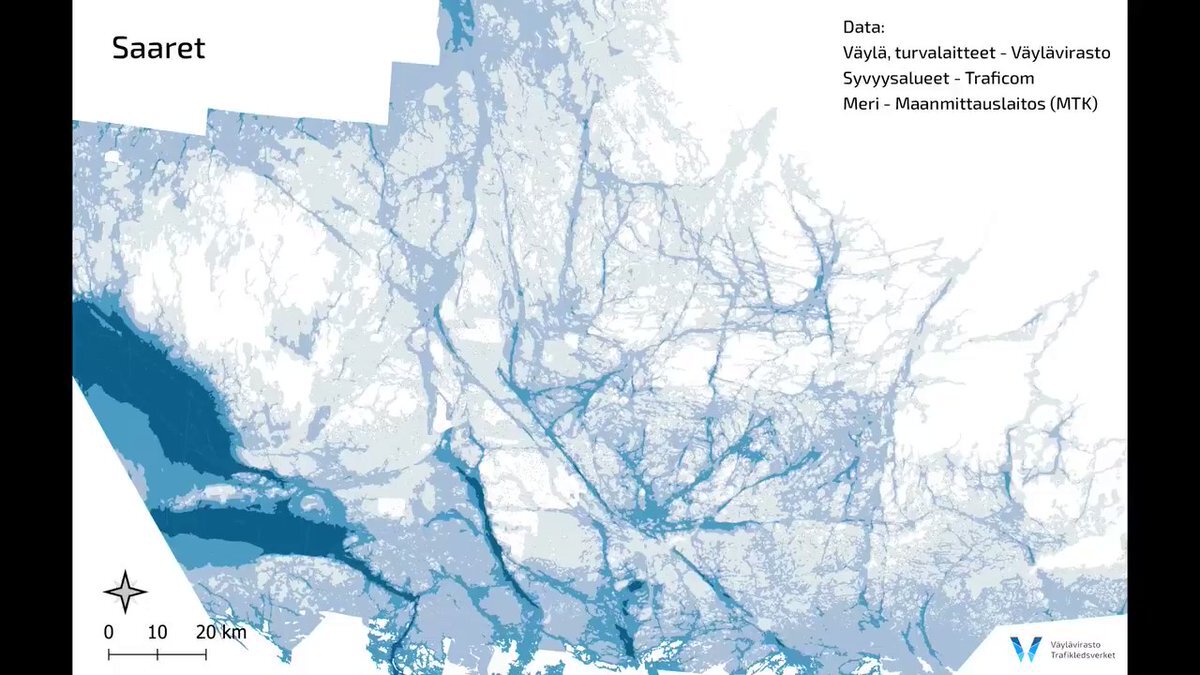 Saaret
Data:
Väylä, turvalaitteet - Väylävirasto
Syvyysalueet - Traficom
Meri - Maanmittauslaitos (MTK)
0 10 20 km
Väylävirasto
Trafikledsverket